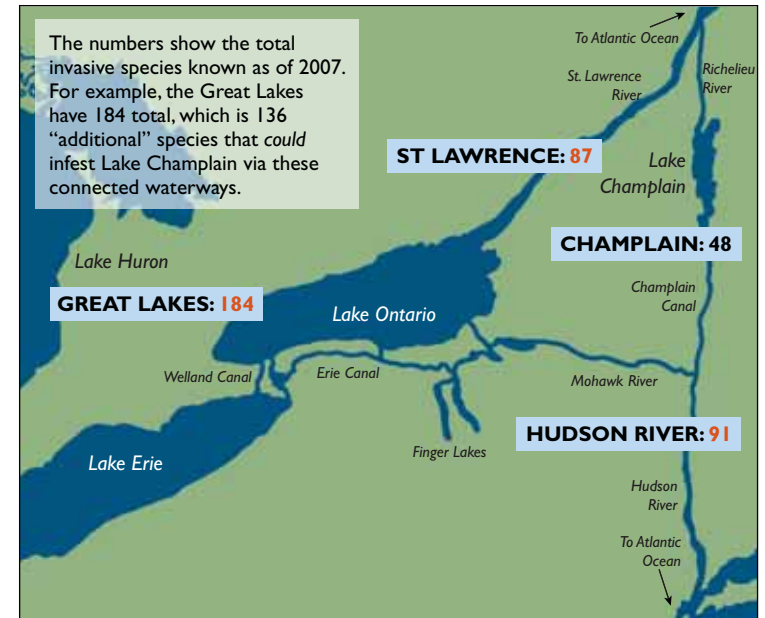 The numbers show the total
invasive species known as of 2007.
For example, the Great Lakes
have 184 total, which is 136
“additional” species that could
infest Lake Champlain via these
connected waterways.
To Atlantic Ocean
St. Lawrence
River
Richelieu
River
ST LAWRENCE: 87
Lake
Champlain
CHAMPLAIN: 48
Lake Huron
GREAT LAKES: 184
Lake Ontario
Champlain
Canal
Welland Canal
Erie Canal
Mohawk River
HUDSON RIVER: 91
Finger Lakes
Lake Erie
Hudson
River
To Atlantic
Ocean